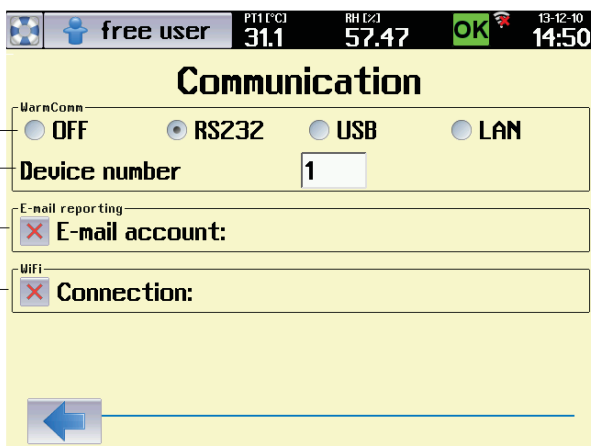 free user
PT1 [°C]
31.1
RH [%]
57.47
OK
13-12-10
14:50
Communication
WarmComm
OFF RS232 USB LAN
Device number 1
E-mail reporting
E-mail account:
WiFi
Connection: